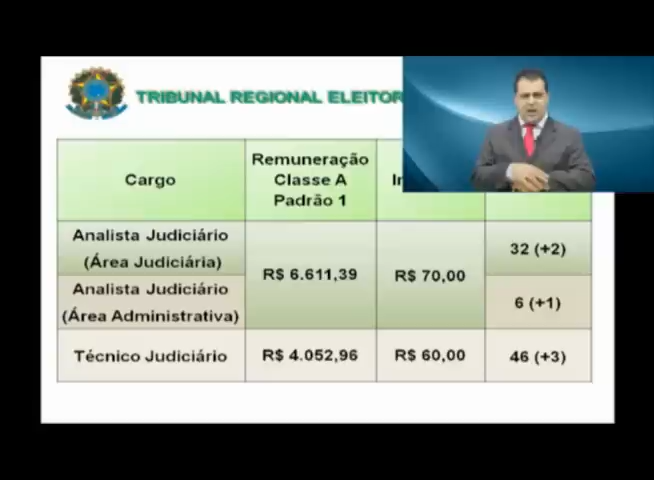 TRIBUNAL REGIONAL ELEITOR
Cargo
Remuneração
Classe A
Padrão 1
Analista Judiciário
(Área Judiciária)
R$ 6.611,39
R$ 70,00
32 (+2)
Analista Judiciário
(Área Administrativa)
6 (+1)
Técnico Judiciário
R$ 4.052,96
R$ 60,00
46 (+3)